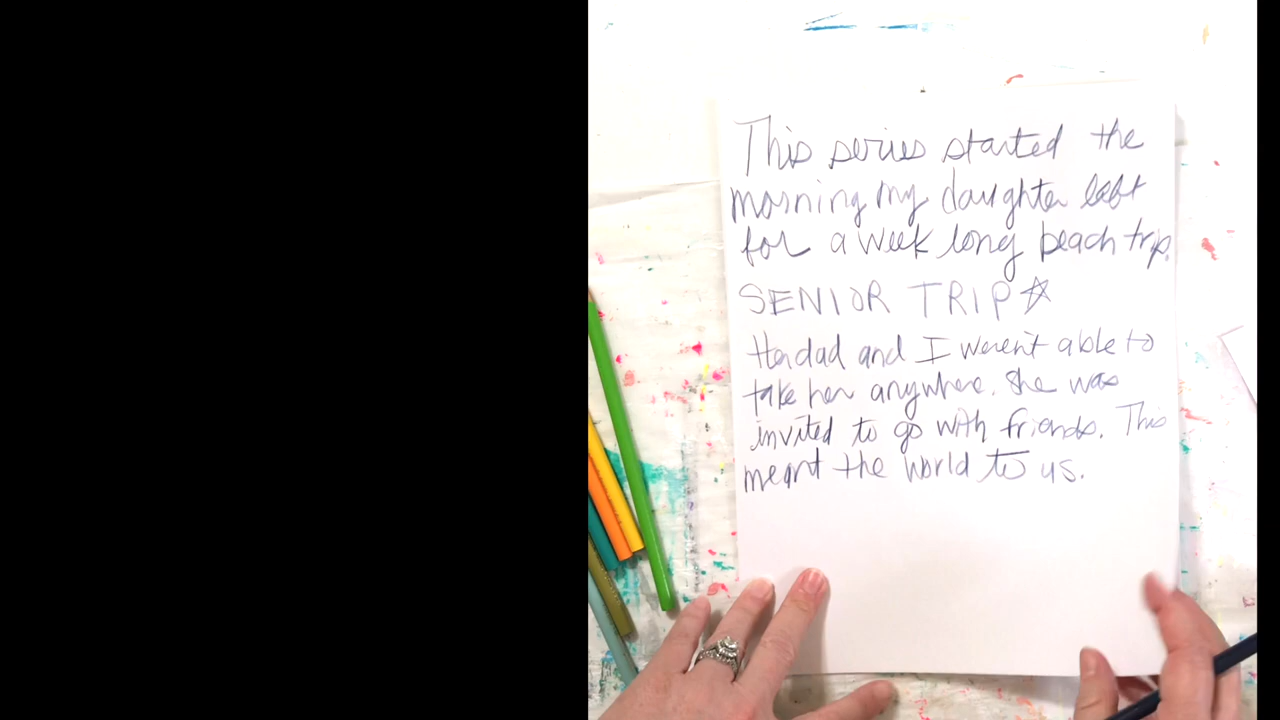 This series started the
morning my daughter left
for a week long beach trip.
SENIOR TRIP☆
Her dad and I weren't able to
take her anywhere. She was
invited to go with friends. This
meant the world to us.